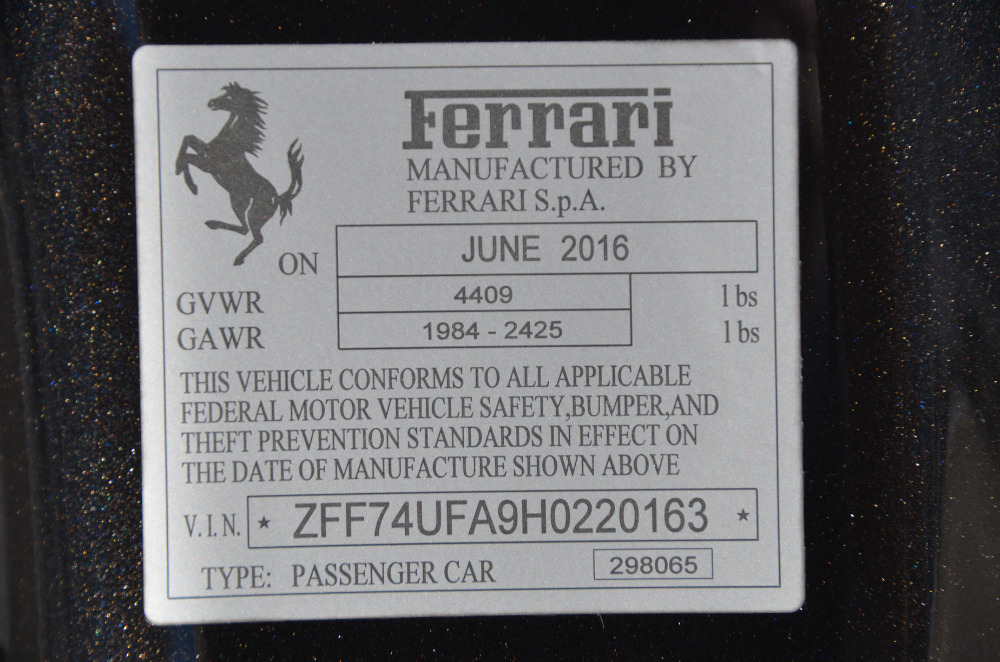 Ferrari
MANUFACTURED BY
FERRARI S.p.A.
ON JUNE 2016
GVWR 4409 lbs
GAWR 1984 - 2425 lbs
THIS VEHICLE CONFORMS TO ALL APPLICABLE
FEDERAL MOTOR VEHICLE SAFETY,BUMPER,AND
THEFT PREVENTION STANDARDS IN EFFECT ON
THE DATE OF MANUFACTURE SHOWN ABOVE
V.I.N. ★ ZFF74UFA9H0220163 ★
TYPE: PASSENGER CAR 298065